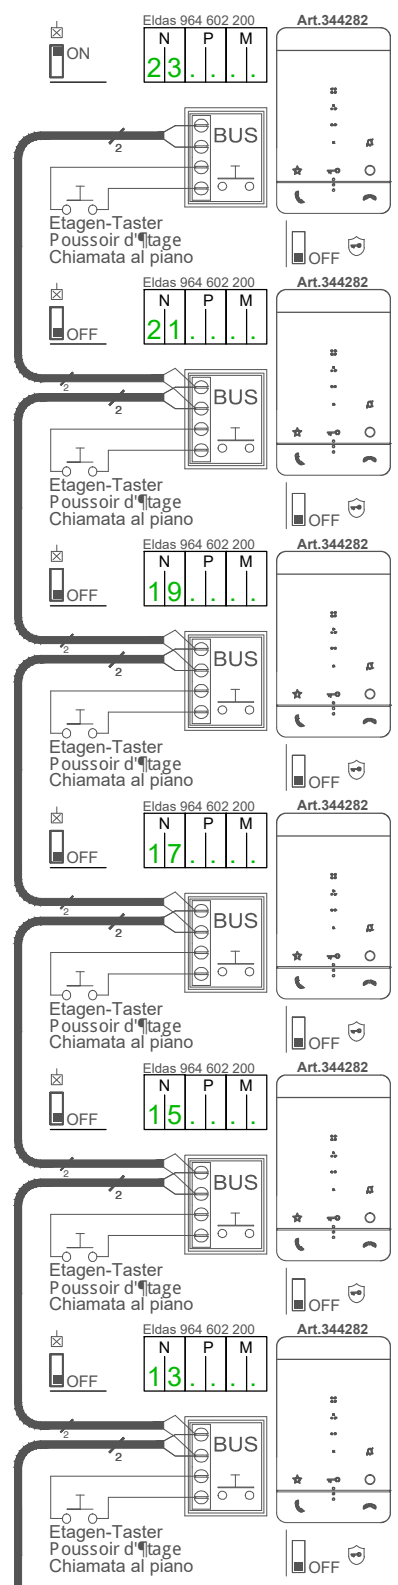 Eldas 964 602 200 Art.344282
ON N P M
23. . . .
BUS
2
Etagen-Taster
Poussoir d'¶tage
Chiamata al piano
OFF
Eldas 964 602 200 Art.344282
OFF N P M
21. . . .
2
BUS
2
Etagen-Taster
Poussoir d'¶tage
Chiamata al piano
OFF
Eldas 964 602 200 Art.344282
OFF N P M
19. . . .
2
BUS
2
Etagen-Taster
Poussoir d'¶tage
Chiamata al piano
OFF
Eldas 964 602 200 Art.344282
OFF N P M
17. . . .
2
BUS
2
Etagen-Taster
Poussoir d'¶tage
Chiamata al piano
OFF
Eldas 964 602 200 Art.344282
OFF N P M
15. . . .
2
BUS
2
Etagen-Taster
Poussoir d'¶tage
Chiamata al piano
OFF
Eldas 964 602 200 Art.344282
OFF N P M
13. . . .
2
BUS
2
Etagen-Taster
Poussoir d'¶tage
Chiamata al piano
OFF